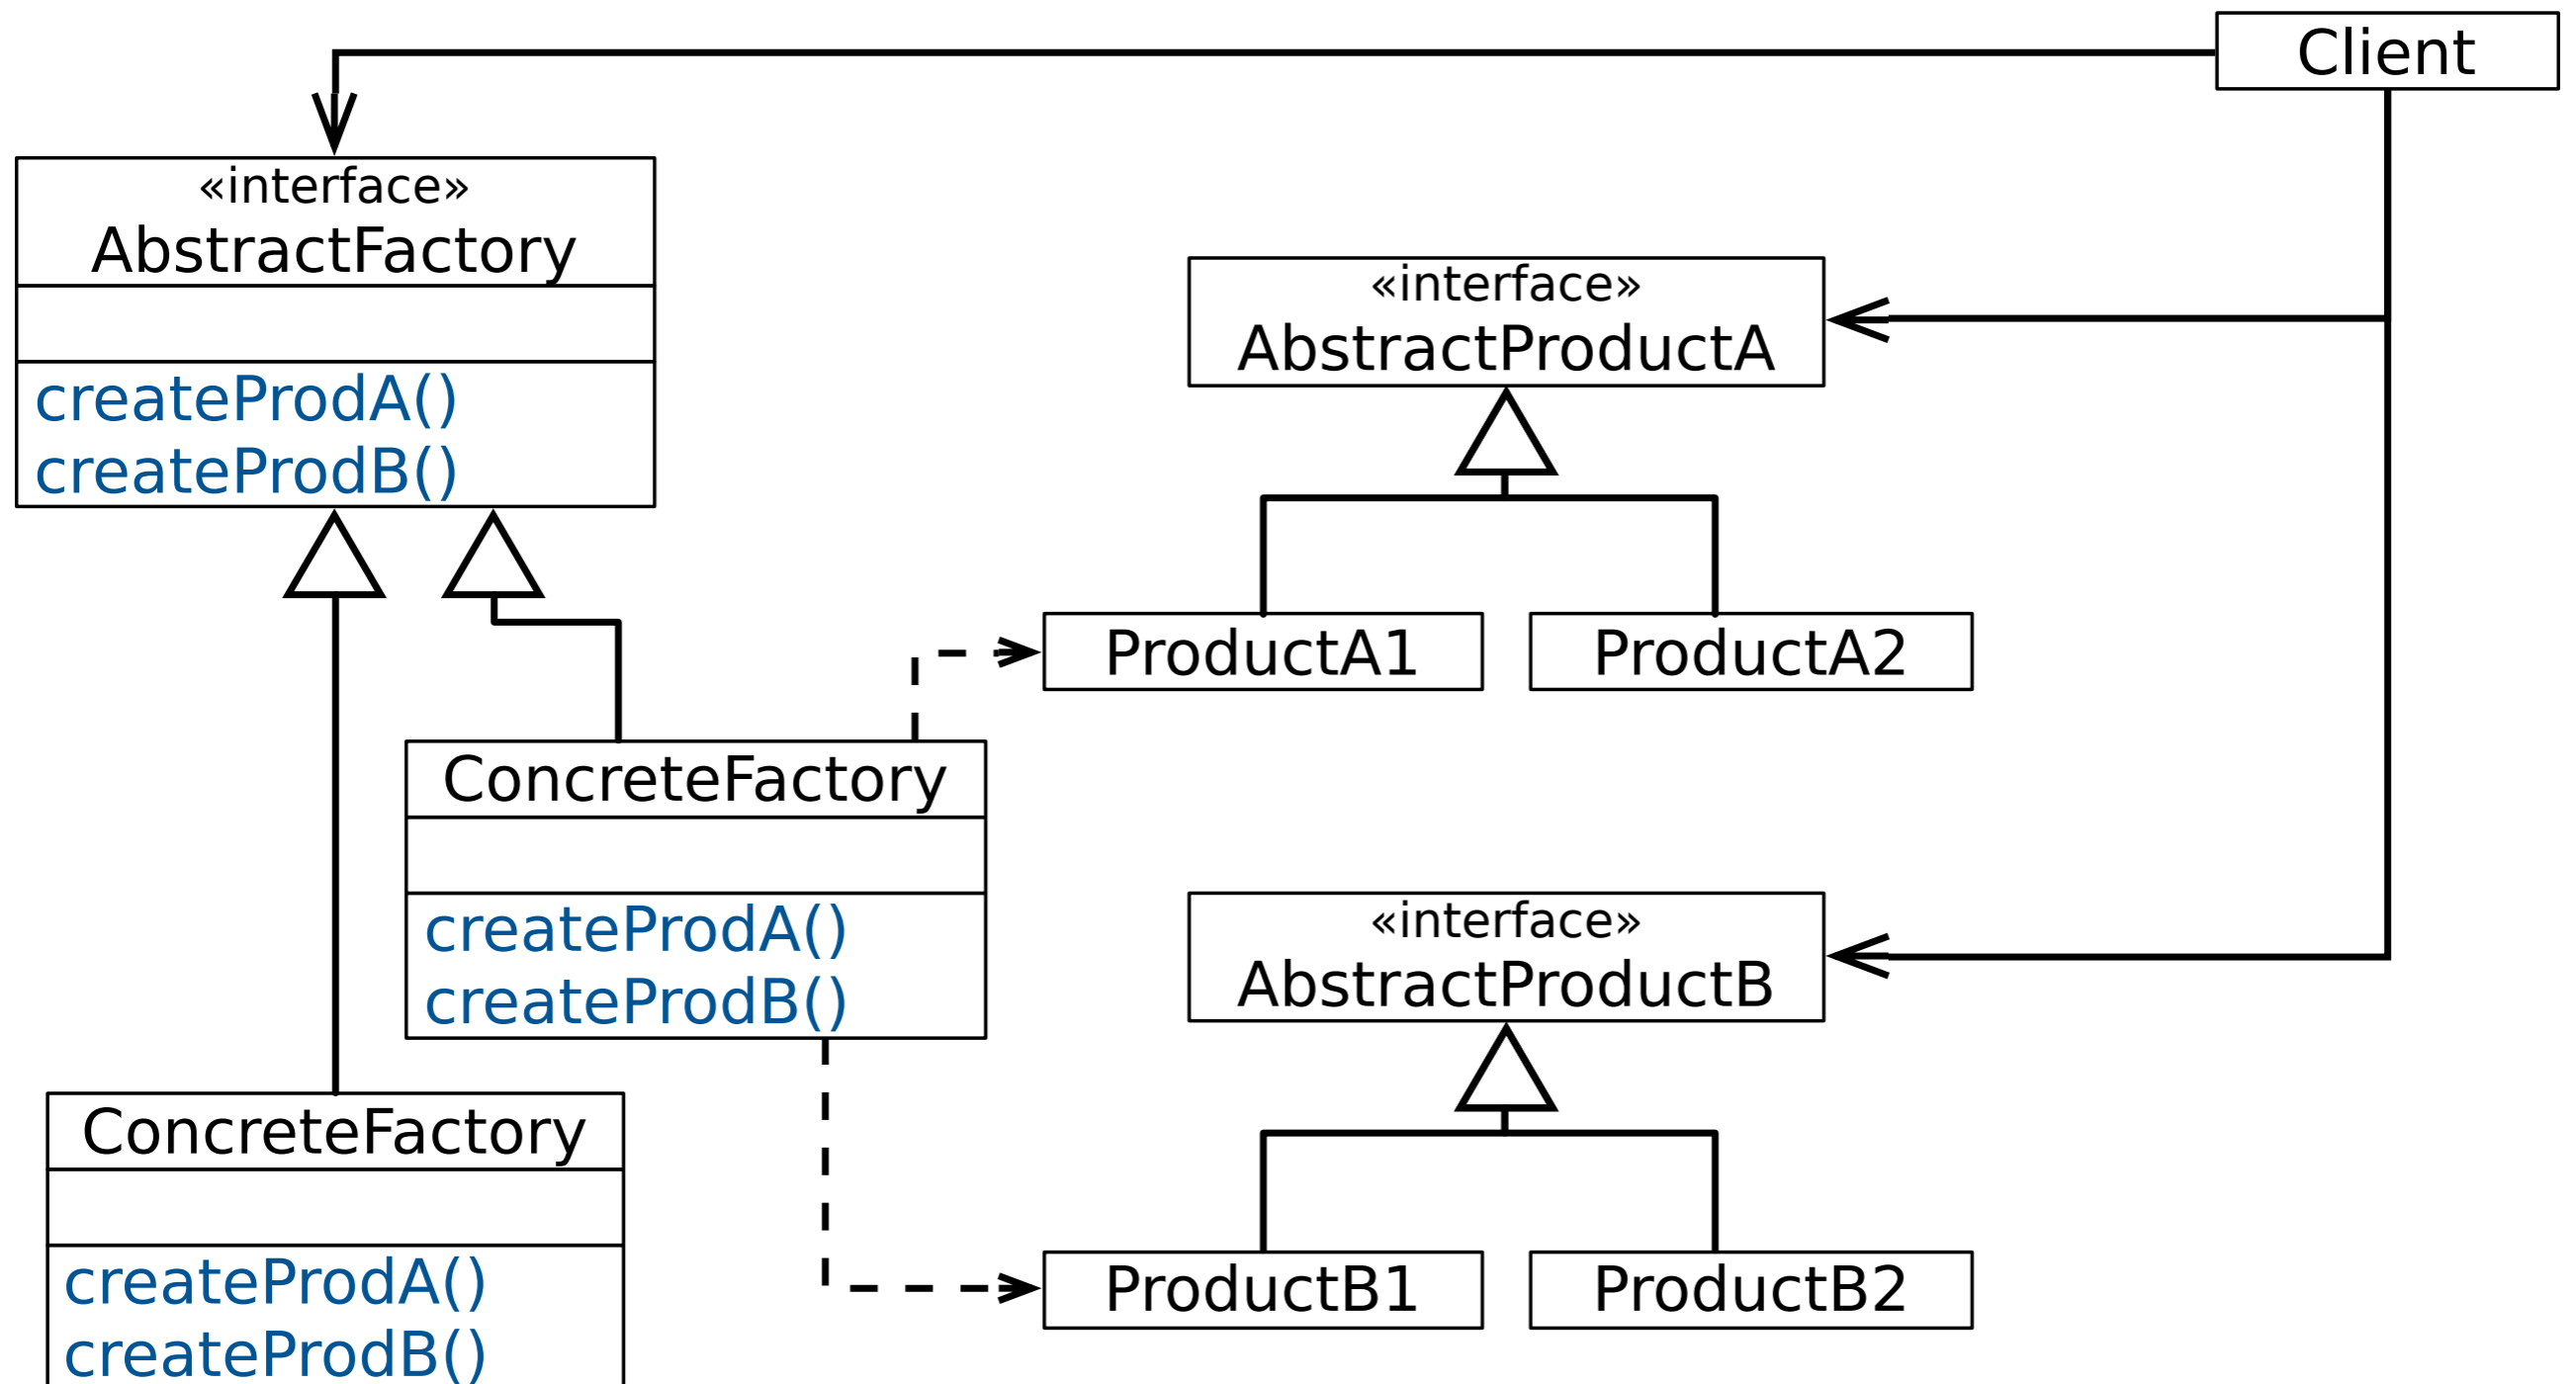 Client
«interface»
AbstractFactory
createProdA()
createProdB()
«interface»
AbstractProductA
ProductA1
ProductA2
ConcreteFactory
createProdA()
createProdB()
«interface»
AbstractProductB
ConcreteFactory
createProdA()
createProdB()
ProductB1
ProductB2